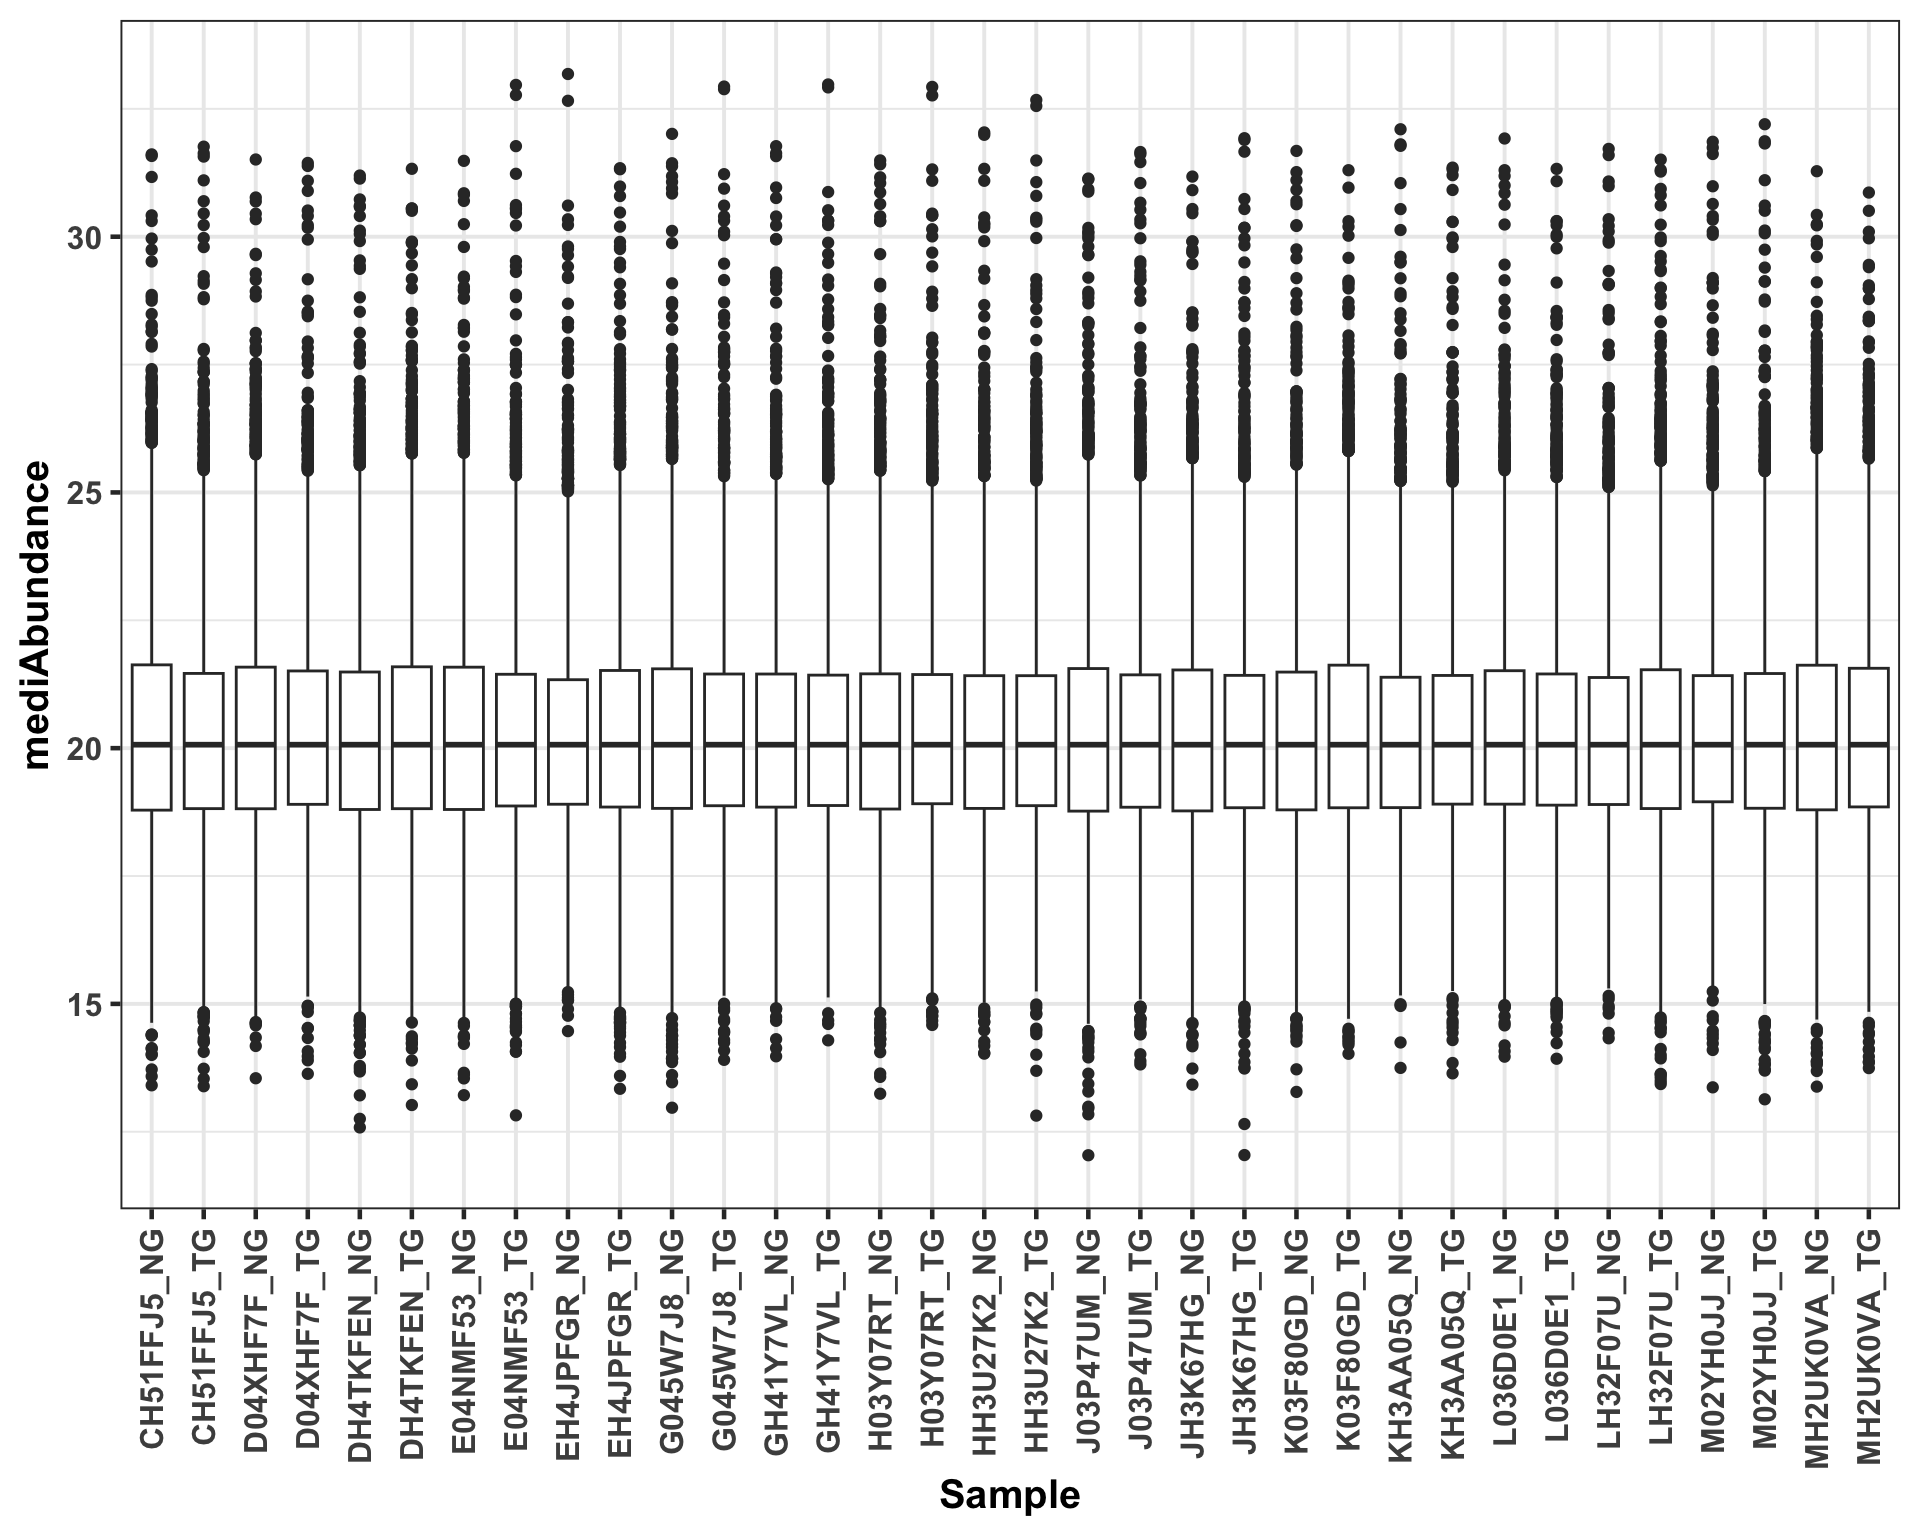 mediAbundance
30
25
20
15
CH51FFJ5_NG
CH51FFJ5_TG
D04XHF7F_NG
D04XHF7F_TG
DH4TKFEN_NG
DH4TKFEN_TG
E04NMF53_NG
E04NMF53_TG
EH4JPFGR_NG
EH4JPFGR_TG
G045W7J8_NG
G045W7J8_TG
GH41Y7VL_NG
GH41Y7VL_TG
H03Y07RT_NG
H03Y07RT_TG
HH3U27K2_NG
HH3U27K2_TG
J03P47UM_NG
J03P47UM_TG
JH3K67HG_NG
JH3K67HG_TG
K03F80GD_NG
K03F80GD_TG
KH3AA05Q_NG
KH3AA05Q_TG
L036D0E1_NG
L036D0E1_TG
LH32F07U_NG
LH32F07U_TG
M02YH0JJ_NG
M02YH0JJ_TG
MH2UK0VA_NG
MH2UK0VA_TG
Sample